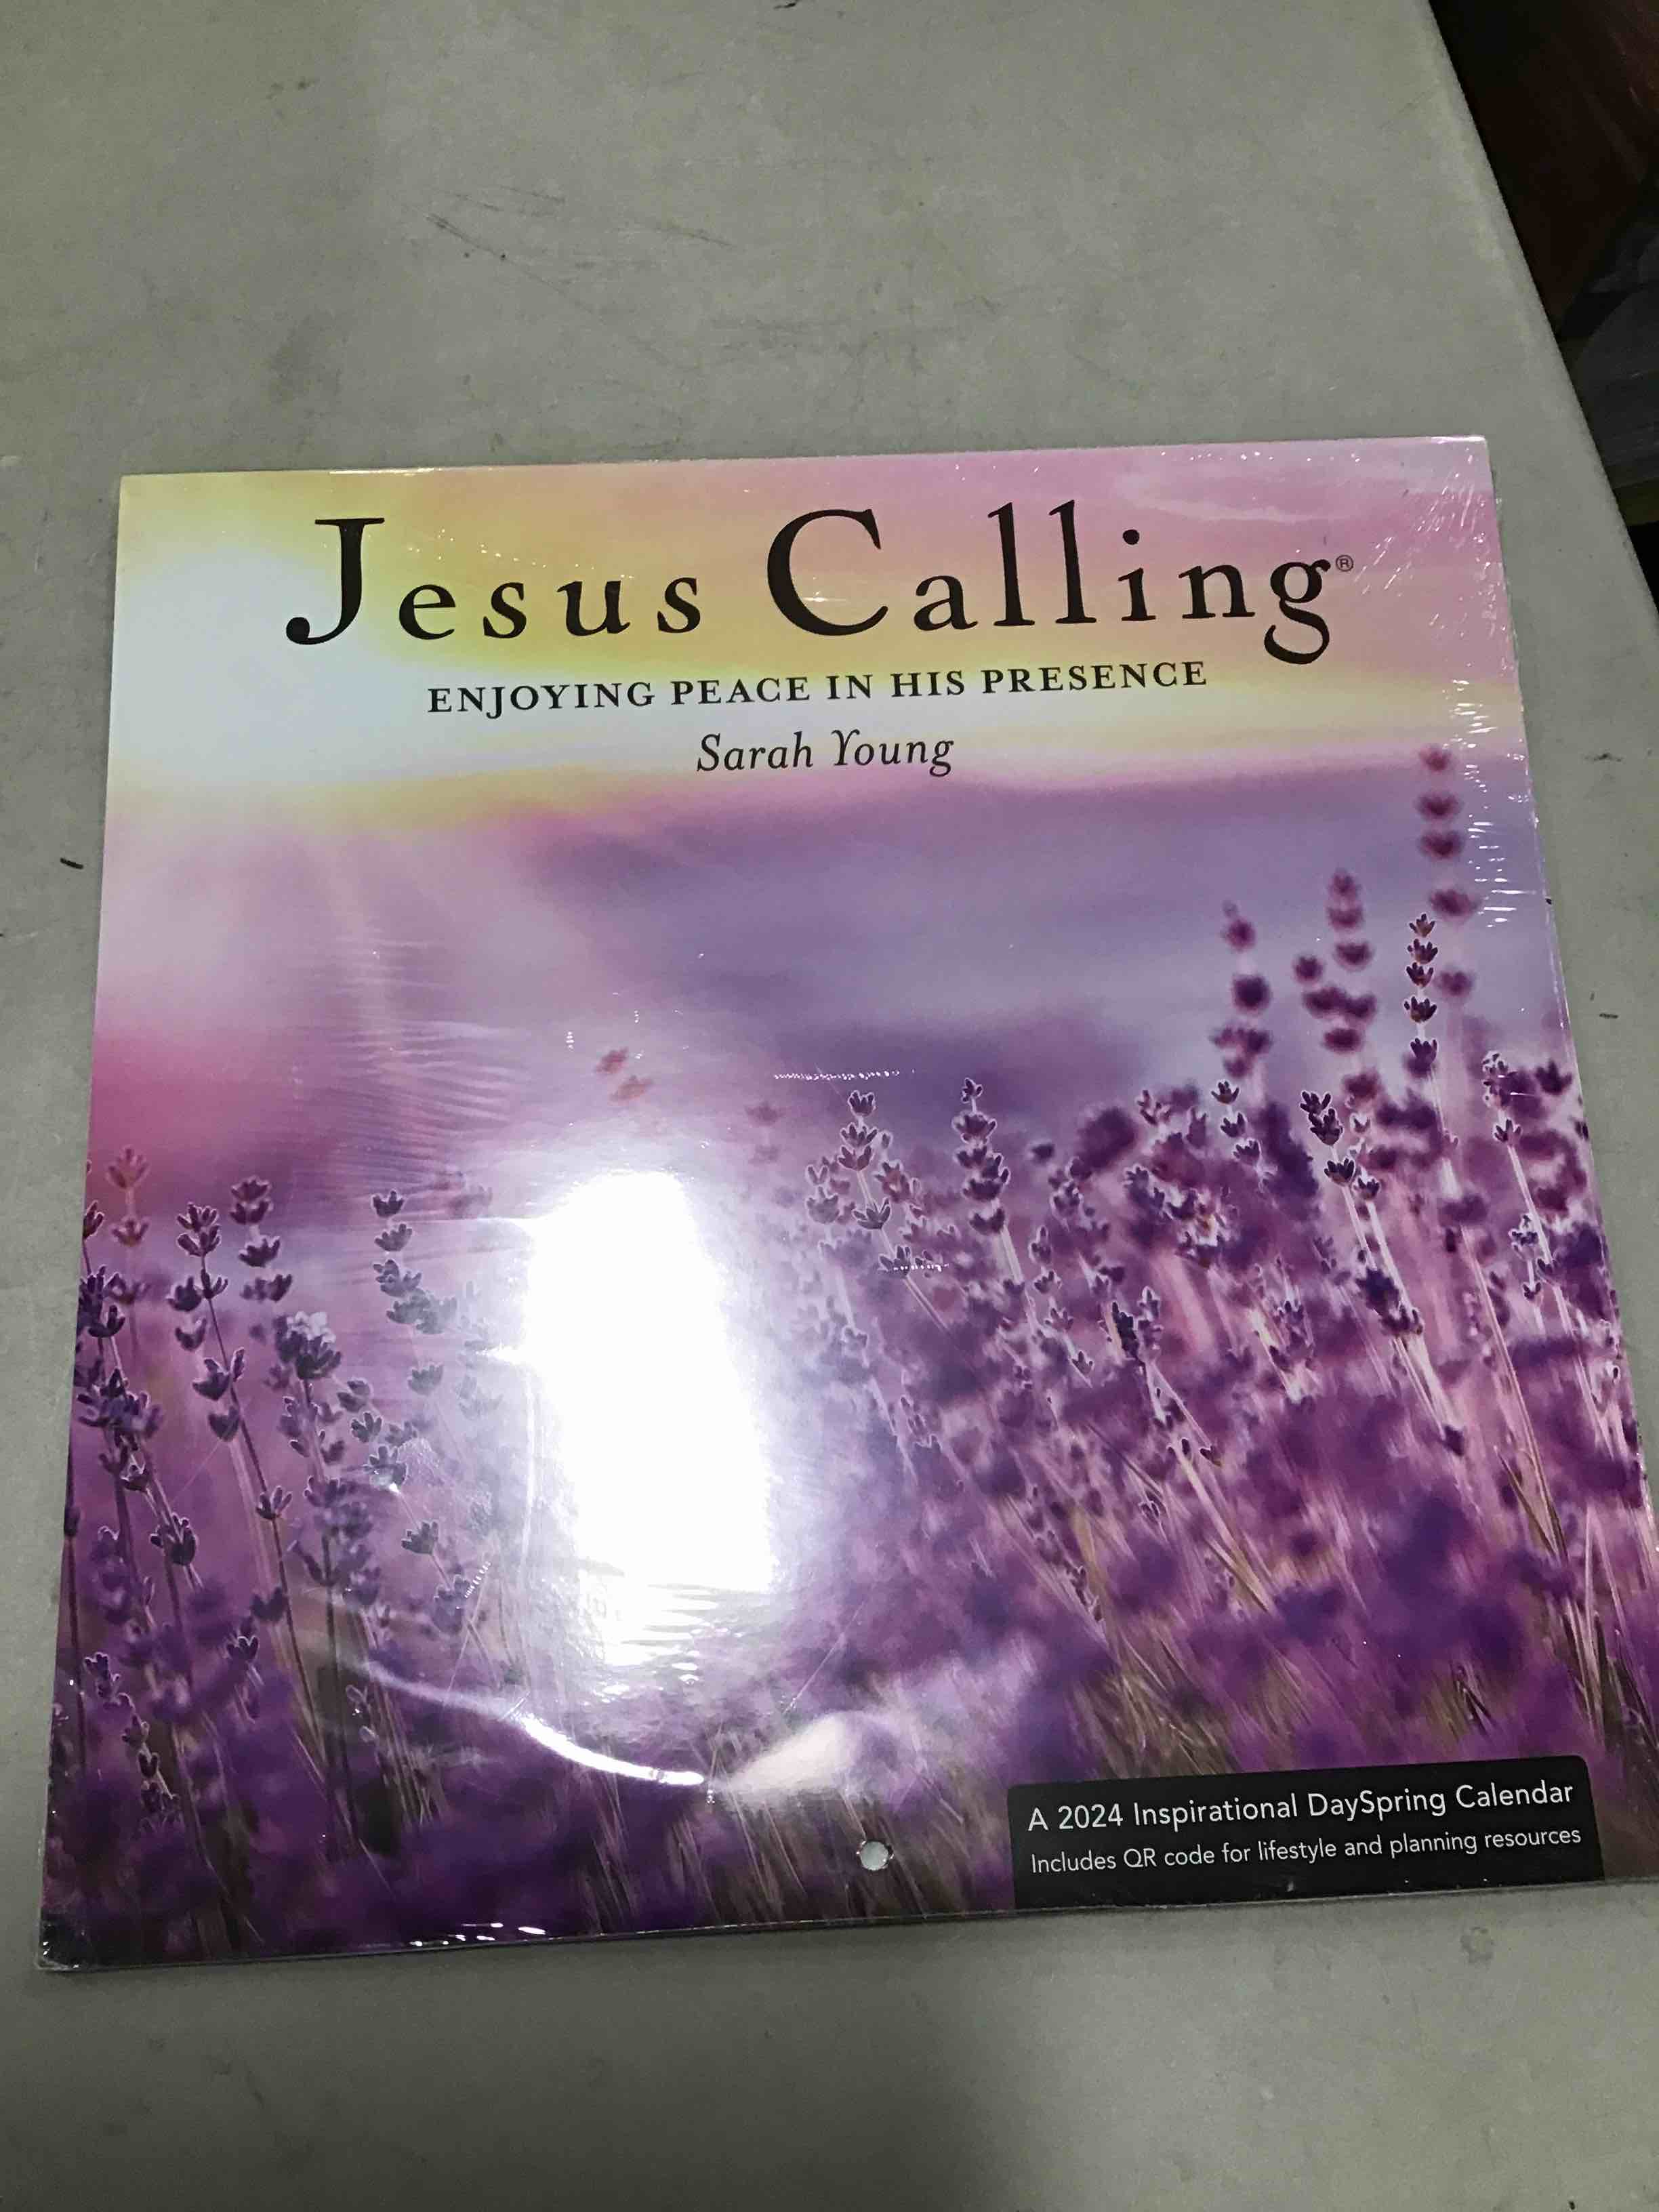 Jesus Calling®
ENJOYING PEACE IN HIS PRESENCE
Sarah Young
A 2024 Inspirational DaySpring Calendar
Includes QR code for lifestyle and planning resources